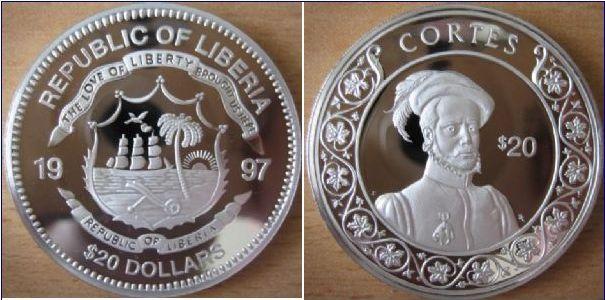 REPUBLIC OF LIBERIA
THE LOVE OF LIBERTY BROUGHT US HERE
19 97
REPUBLIC OF LIBERIA
$20 DOLLARS
CORTES
$20